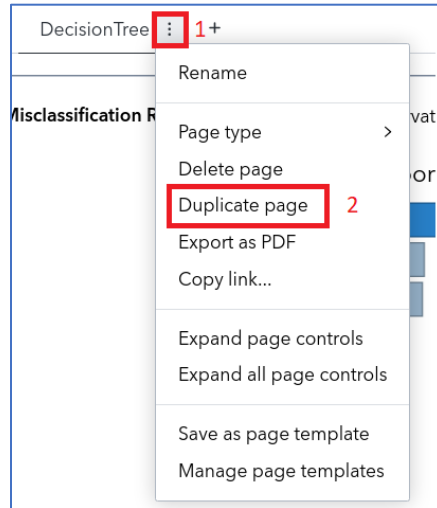 DecisionTree ⋮ 1+
Rename
Misclassification R
Page type >
vat
Delete page
or
Duplicate page 2
Export as PDF
Copy link...
Expand page controls
Expand all page controls
Save as page template
Manage page templates